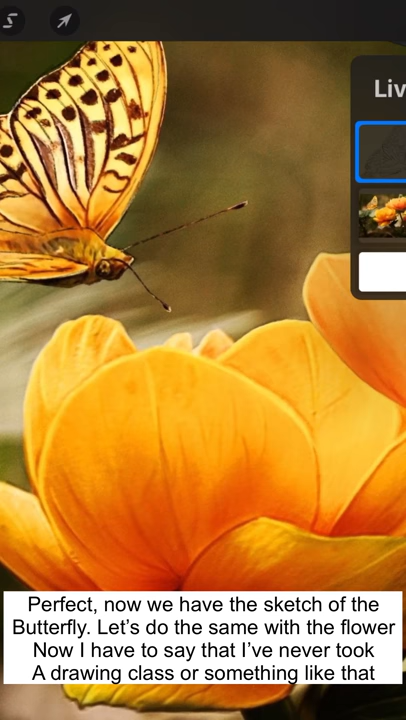 Liv
Perfect, now we have the sketch of the
Butterfly. Let’s do the same with the flower
Now I have to say that I’ve never took
A drawing class or something like that